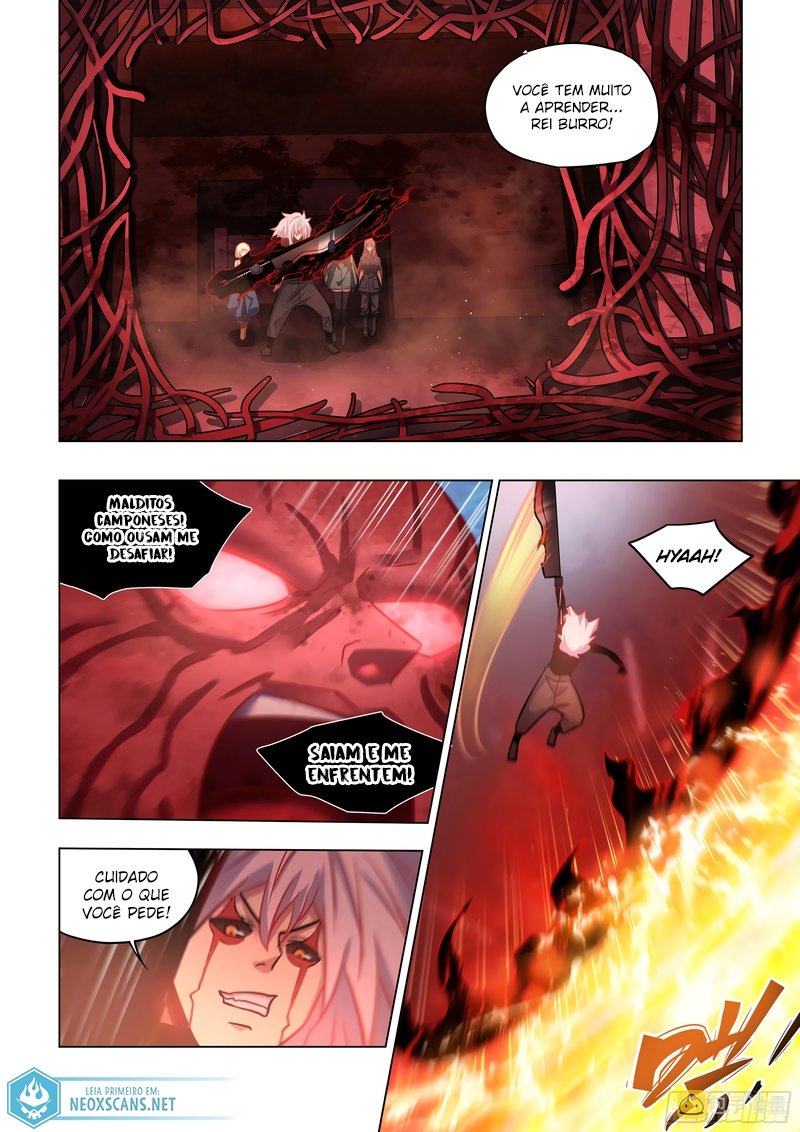 VOCÊ TEM MUITO
A APRENDER...
REI BURRO!
MALDITOS
CAMPONESES!
COMO OUSAM ME
DESAFIAR!
SAIAM E ME
ENFRENTEM!
HYAAH!
CUIDADO
COM O QUE
VOCÊ PEDE!
LEIA PRIMEIRO EM:
NEOXSCANS.NET